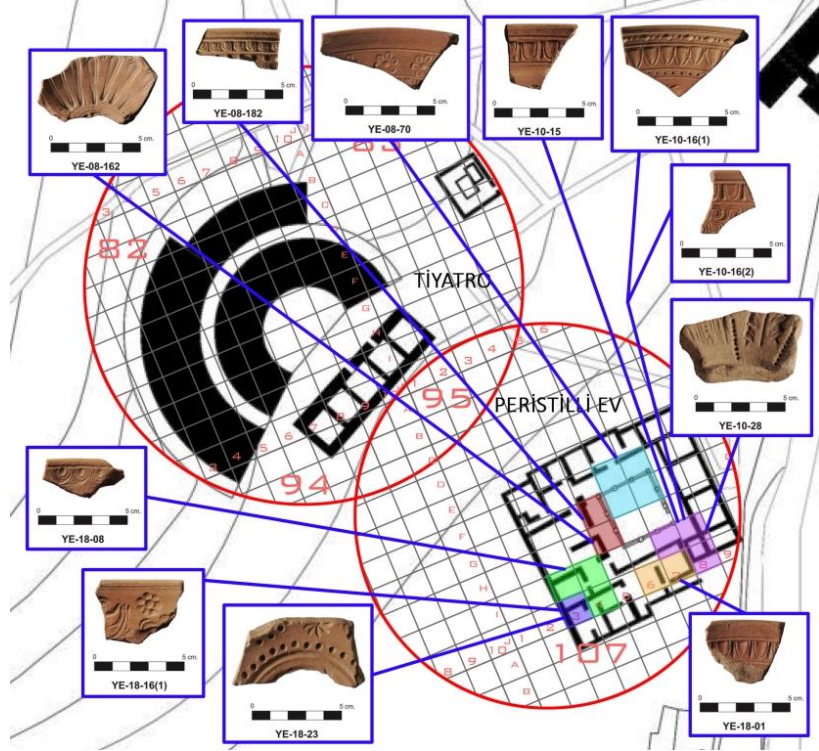 0 5 cm.
YE-08-162
0 5 cm.
YE-08-182
0 5 cm.
YE-08-70
0 5 cm.
YE-10-15
0 5 cm.
YE-10-16(1)
0 5 cm.
YE-10-16(2)
0 5 cm.
YE-10-28
82
TİYATRO
95
PERİSTİLLİ EV
94
0 5 cm.
YE-18-08
0 5 cm.
YE-18-16(1)
0 5 cm.
YE-18-23
107
0 5 cm.
YE-18-01